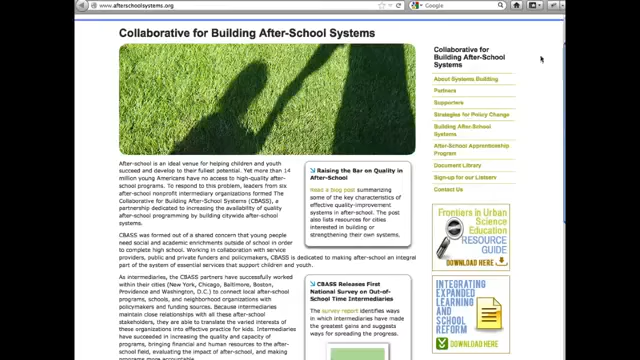 www.afterschoolsystems.org
Google
Collaborative for Building After-School Systems
After-school is an ideal venue for helping children and youth
succeed and develop to their fullest potential. Yet more than 14
million young Americans have no access to high-quality after-
school programs. To respond to this problem, leaders from six
after-school nonprofit intermediary organizations formed The
Collaborative for Building After-School Systems (CBASS), a
partnership dedicated to increasing the availability of quality
after-school programming by building citywide after-school
systems.
CBASS was formed out of a shared concern that young people
need social and academic enrichments outside of school in order
to complete high school. Working in collaboration with service
providers, public and private funders and policymakers, CBASS is dedicated to making after-school an integral
part of the system of essential services that support children and youth.
As intermediaries, the CBASS partners have successfully worked
within their cities (New York, Chicago, Baltimore, Boston,
Providence and Washington, D.C.) to connect local after-school
programs, schools, and neighborhood organizations with
policymakers and funding sources. Because intermediaries
maintain close relationships with all these after-school
stakeholders, they are able to translate the varied interests of
these organizations into effective practice for kids. Intermediaries
have succeeded in increasing the quality and capacity of
programs, bringing financial and human resources to the after-
school field, evaluating the impact of after-school, and making
programs more accountable.
Raising the Bar on Quality in
After-School
Read a blog post summarizing
some of the key characteristics of
effective quality-improvement
systems in after-school. The post
also lists resources for cities
interested in building or
strengthening their own systems.
CBASS Releases First
National Survey on Out-of-
School Time Intermediaries
The survey report identifies ways
in which intermediaries have made
the greatest gains and suggests
ways for spreading the progress.
Collaborative for
Building After-School
Systems
About Systems Building
Partners
Supporters
Strategies for Policy Change
Building After-School
Systems
After-School Apprenticeship
Program
Document Library
Sign-up for our Listserv
Contact Us
Frontiers in Urban
Science
Education
RESOURCE
GUIDE
DOWNLOAD HERE
INTEGRATING
EXPANDED
LEARNING AND
SCHOOL
REFORM
DOWNLOAD HERE